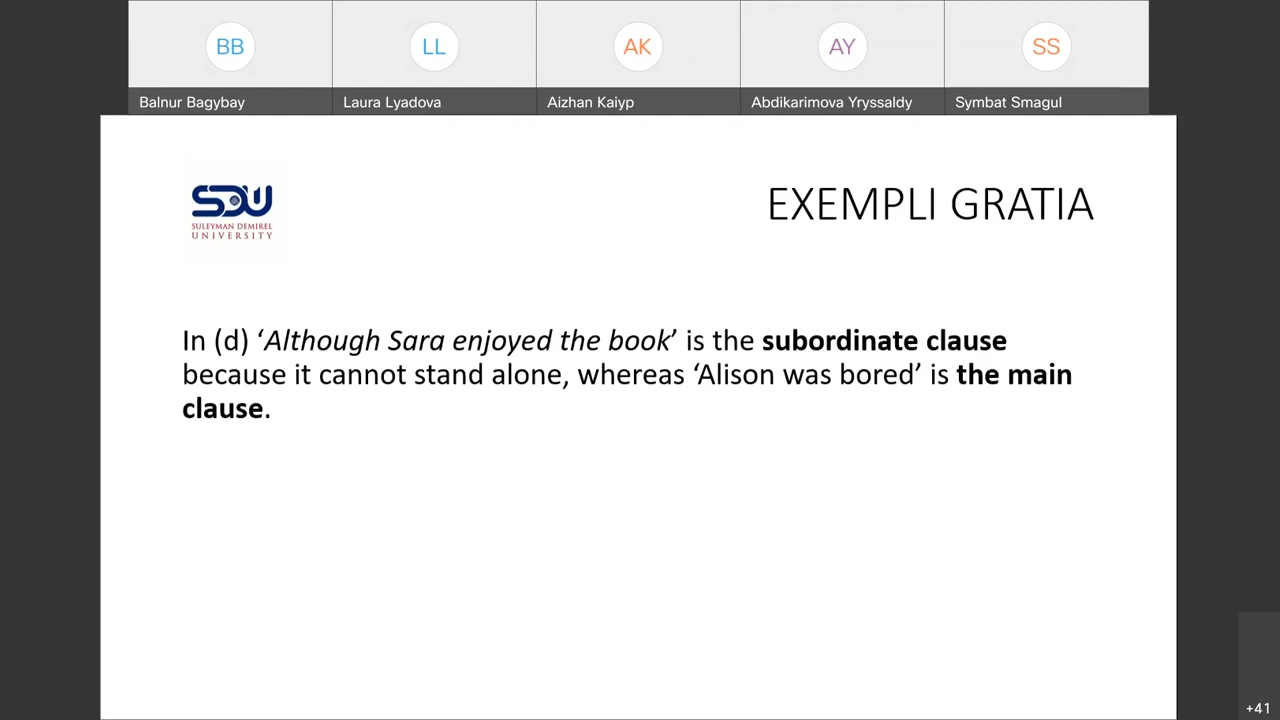 BB
LL
AK
AY
SS
Balnur Bagybay
Laura Lyadova
Aizhan Kaiyp
Abdikarimova Yryssaldy
Symbat Smagul
SDU
SULEYMAN DEMIREL
UNIVERSITY
EXEMPLI GRATIA
In (d) ‘Although Sara enjoyed the book’ is the subordinate clause
because it cannot stand alone, whereas ‘Alison was bored’ is the main
clause.
+41